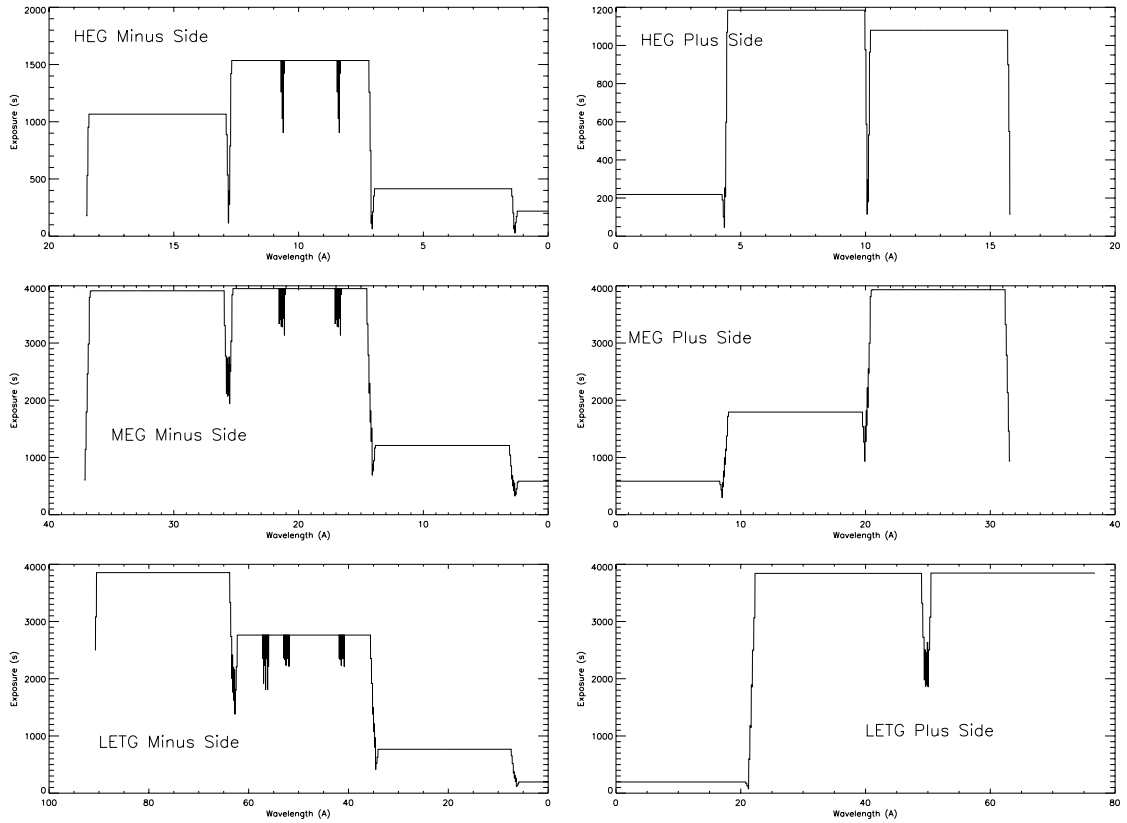 HEG Minus Side
Exposure (s)
2000
1500
1000
500
0
20 15 10 5 0
Wavelength (A)
HEG Plus Side
Exposure (s)
1200
1000
800
600
400
200
0
0 5 10 15 20
Wavelength (A)
MEG Minus Side
Exposure (s)
4000
3000
2000
1000
0
40 30 20 10 0
Wavelength (A)
MEG Plus Side
Exposure (s)
4000
3000
2000
1000
0
0 10 20 30 40
Wavelength (A)
LETG Minus Side
Exposure (s)
4000
3000
2000
1000
0
100 80 60 40 20 0
Wavelength (A)
LETG Plus Side
Exposure (s)
4000
3000
2000
1000
0
0 20 40 60 80
Wavelength (A)